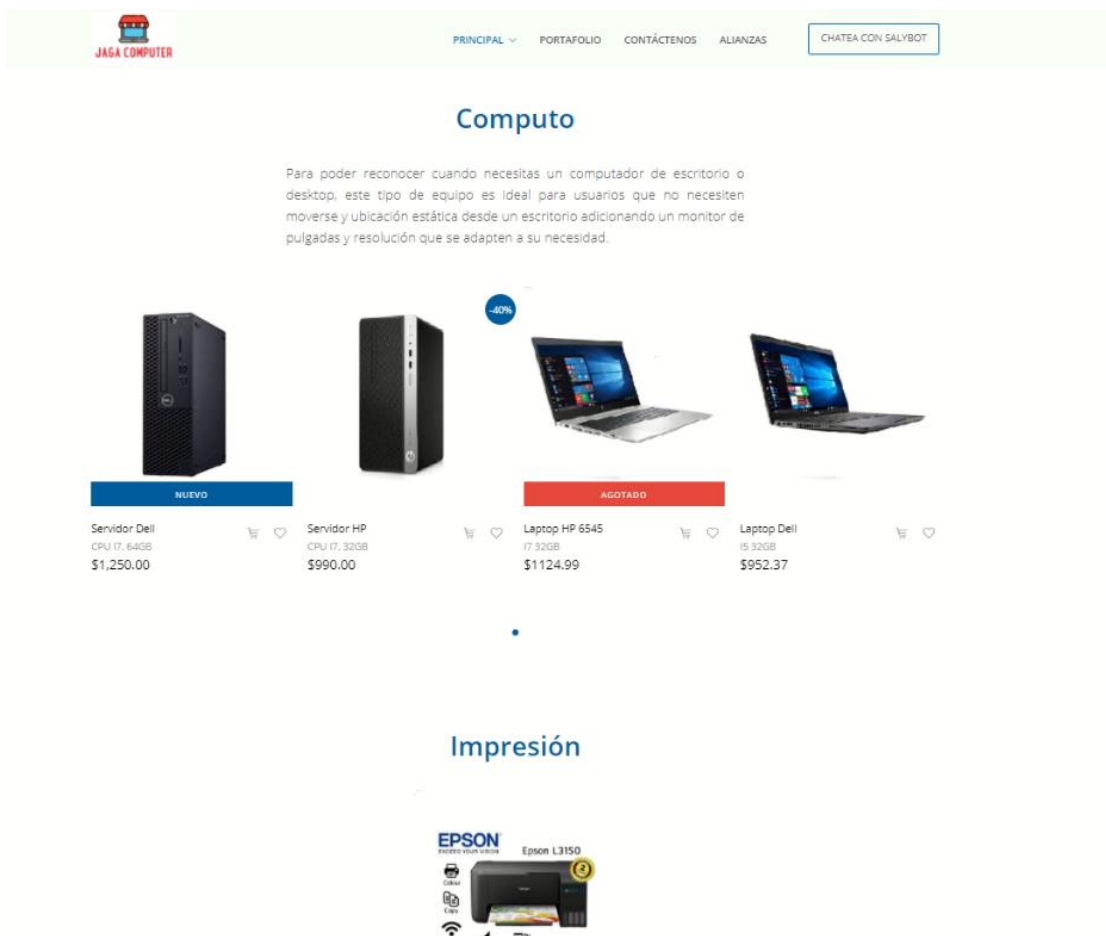 JAGA COMPUTER
PRINCIPAL
PORTAFOLIO
CONTÁCTENOS
ALIANZAS
CHATEA CON SALYBOT
Computo
Para poder reconocer cuando necesitas un computador de escritorio o
desktop, este tipo de equipo es ideal para usuarios que no necesiten
moverse y ubicación estática desde un escritorio adicionando un monitor de
pulgadas y resolución que se adapten a su necesidad.
-40%
NUEVO
AGOTADO
Servidor Dell
CPU I7, 64GB
$1,250.00
Servidor HP
CPU I7, 32GB
$990.00
Laptop HP 6545
I7 32GB
$1124.99
Laptop Dell
I5 32GB
$952.37
Impresión
EPSON
EXCEED YOUR VISION
Epson L3150
2
Colour
Copy